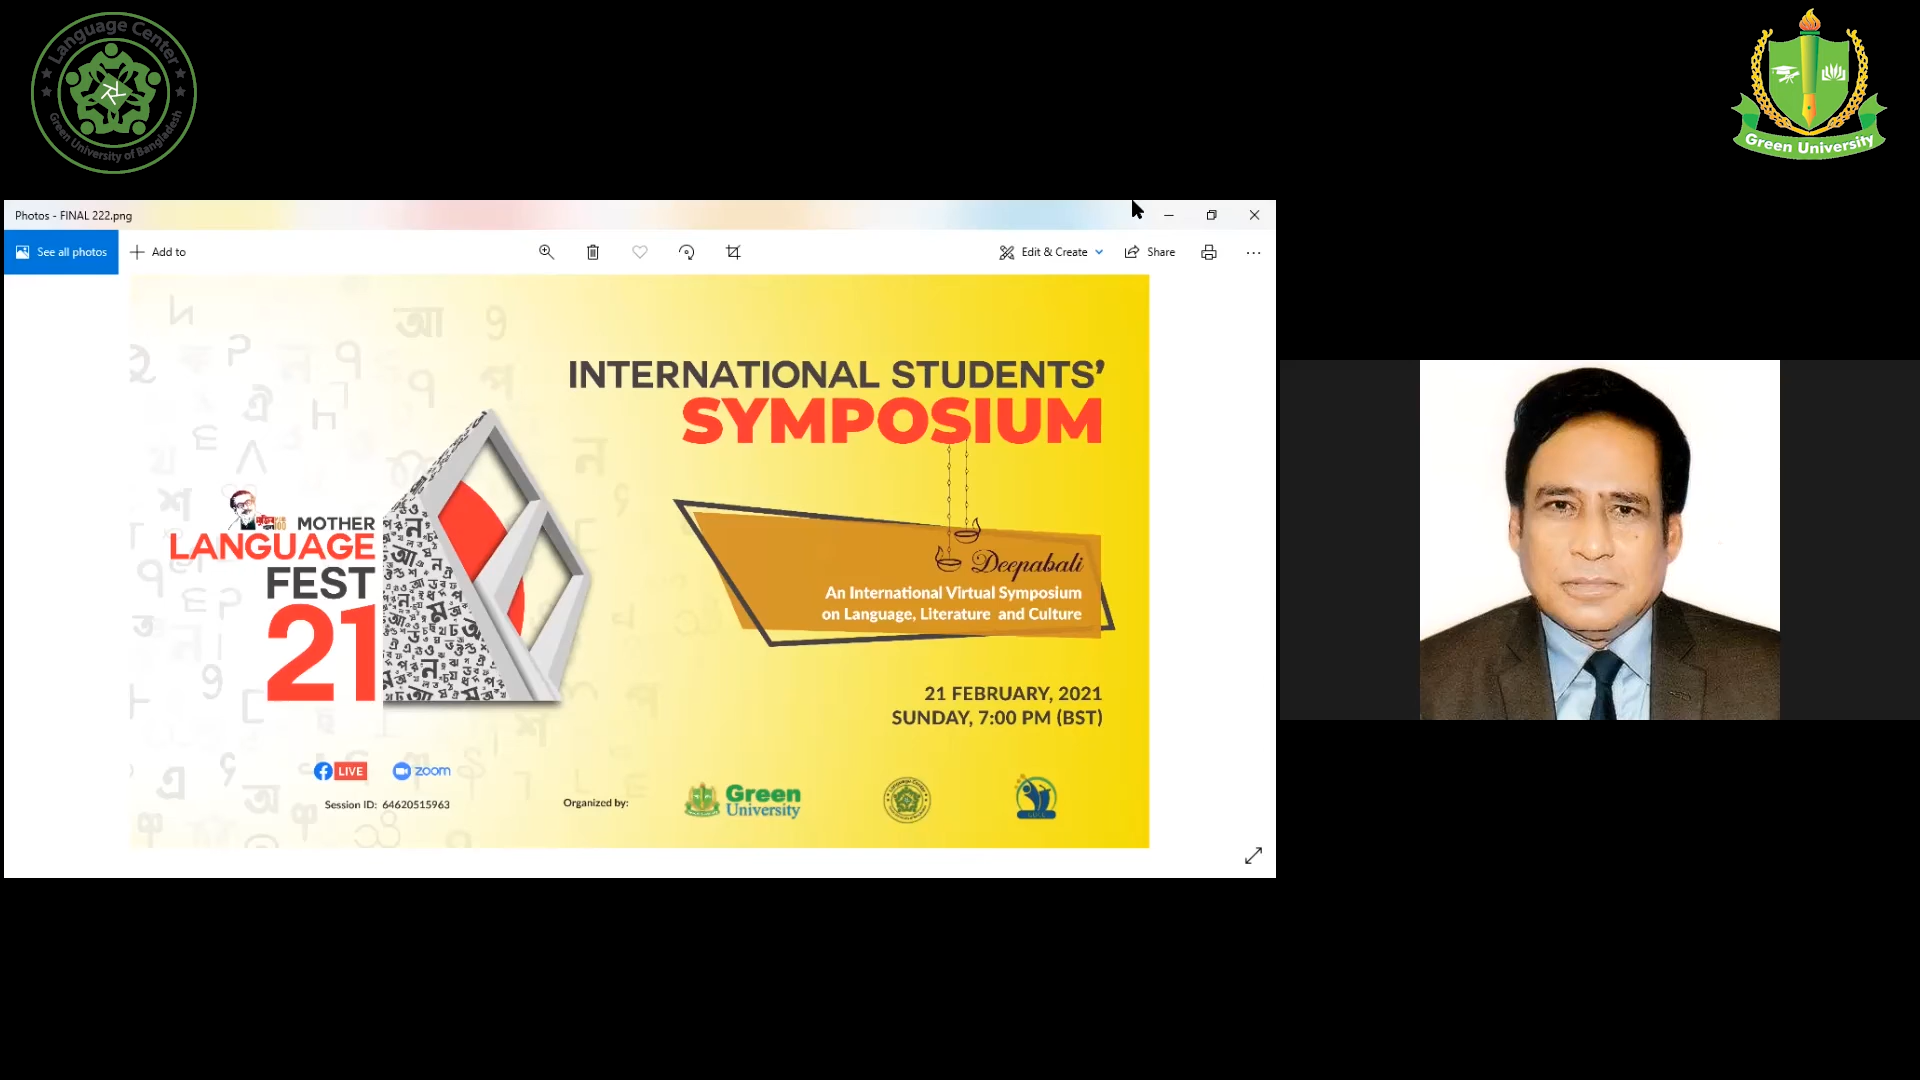 Language Center
Green University of Bangladesh
Green University
Photos - FINAL 222.png
See all photos
Add to
Edit & Create
Share
INTERNATIONAL STUDENTS'
SYMPOSIUM
MOTHER
LANGUAGE
FEST
21
Deepabali
An International Virtual Symposium
on Language, Literature and Culture
21 FEBRUARY, 2021
SUNDAY, 7:00 PM (BST)
LIVE
zoom
Session ID: 64620515963
Organized by:
Green
University